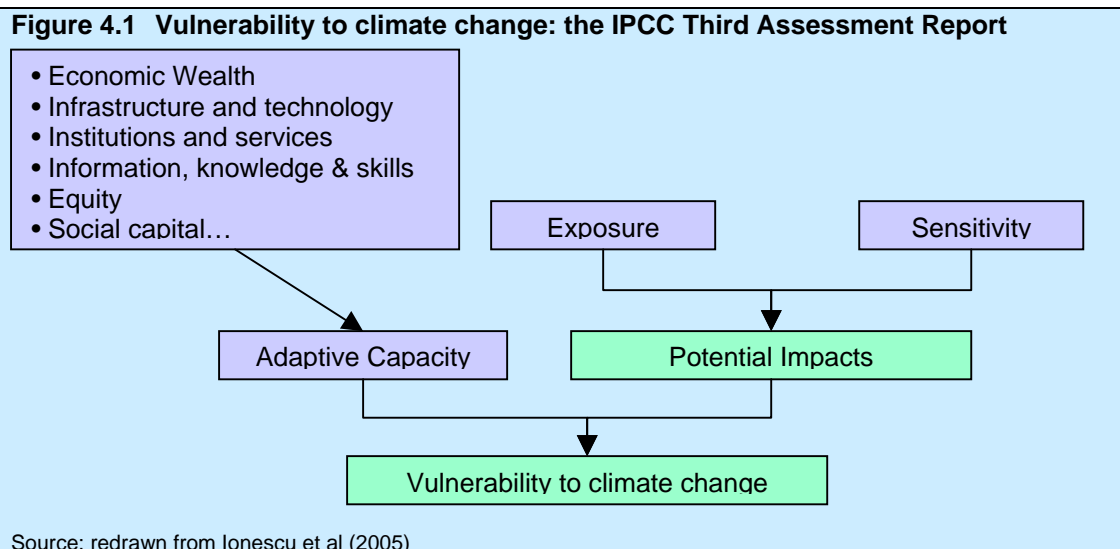 Figure 4.1 Vulnerability to climate change: the IPCC Third Assessment Report
• Economic Wealth
• Infrastructure and technology
• Institutions and services
• Information, knowledge & skills
• Equity
• Social capital…
Exposure
Sensitivity
Adaptive Capacity
Potential Impacts
Vulnerability to climate change
Source: redrawn from Ionescu et al (2005)